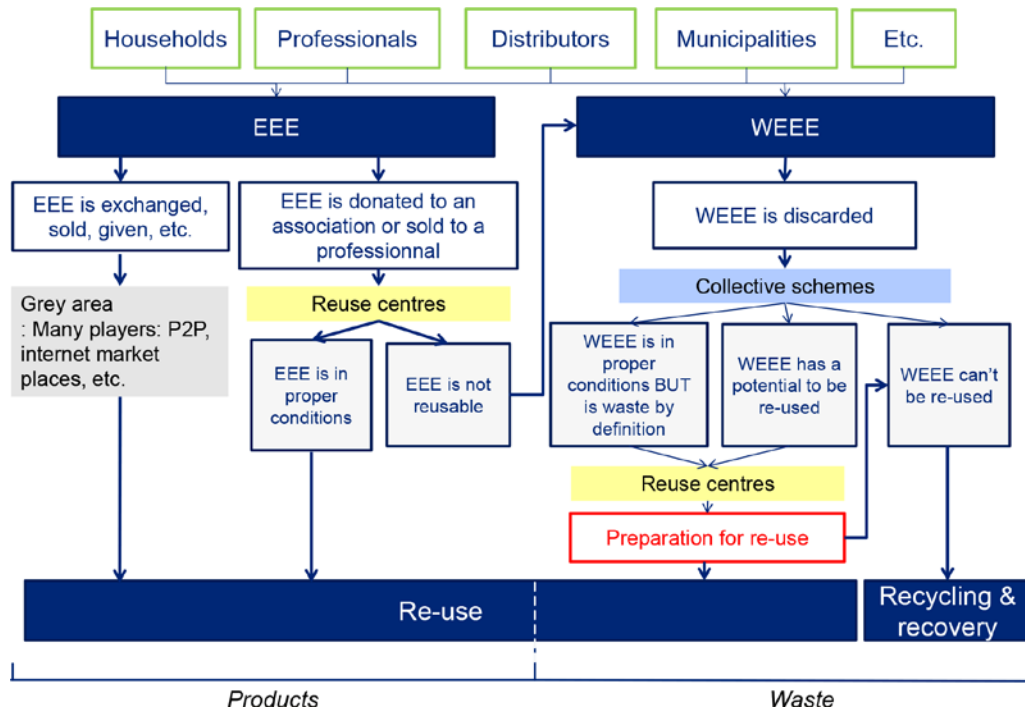 Households
Professionals
Distributors
Municipalities
Etc.
EEE
WEEE
EEE is exchanged,
sold, given, etc.
EEE is donated to an
association or sold to a
professionnal
WEEE is discarded
Grey area
: Many players: P2P,
internet market
places, etc.
Reuse centres
Collective schemes
EEE is in
proper
conditions
EEE is not
reusable
WEEE is in
proper
conditions BUT
is waste by
definition
WEEE has a
potential to be
re-used
WEEE can't
be re-used
Reuse centres
Preparation for re-use
Re-use
Recycling &
recovery
Products
Waste